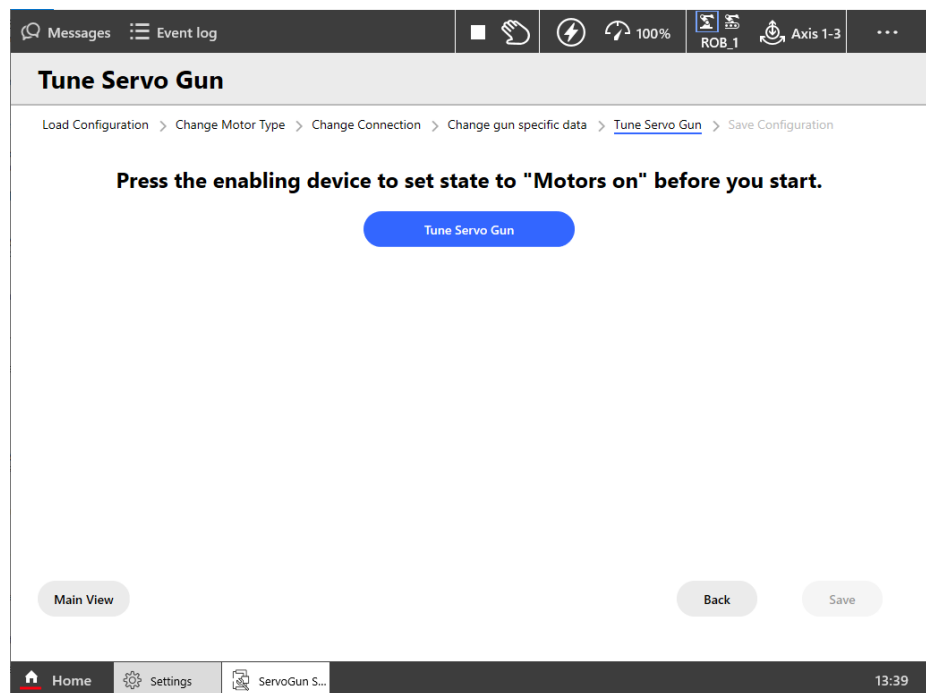 Messages Event log 100% ROB_1 Axis 1-3 ...
Tune Servo Gun
Load Configuration > Change Motor Type > Change Connection > Change gun specific data > Tune Servo Gun > Save Configuration
Press the enabling device to set state to "Motors on" before you start.
Tune Servo Gun
Main View Back Save
Home Settings ServoGun S... 13:39